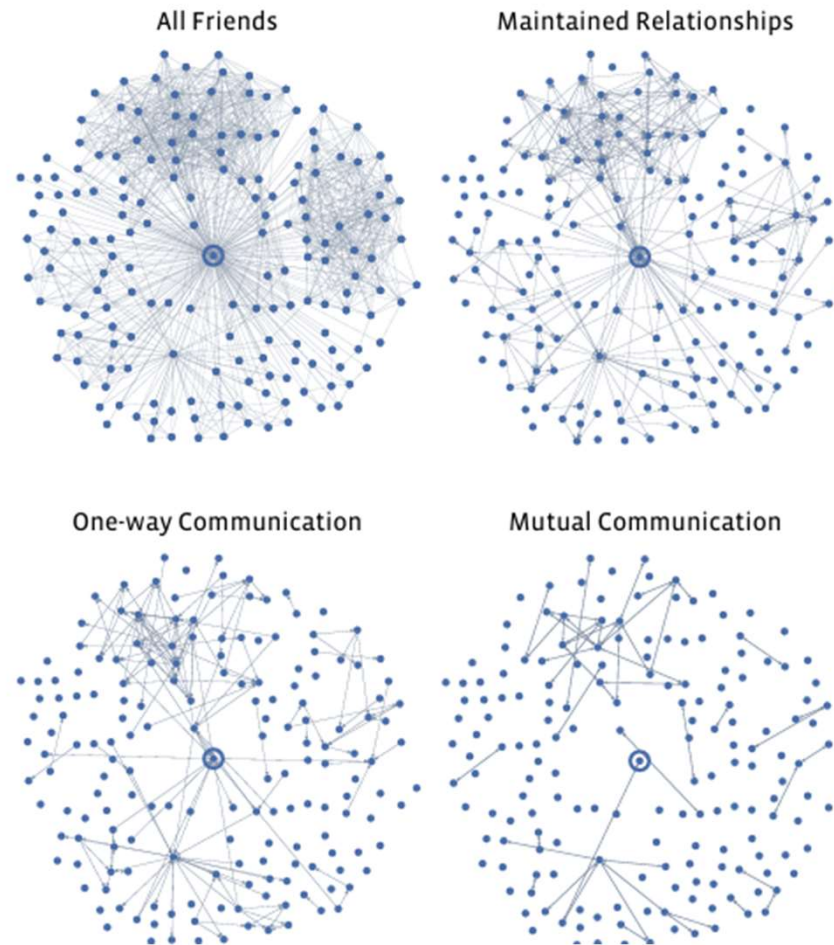 All Friends
Maintained Relationships
One-way Communication
Mutual Communication